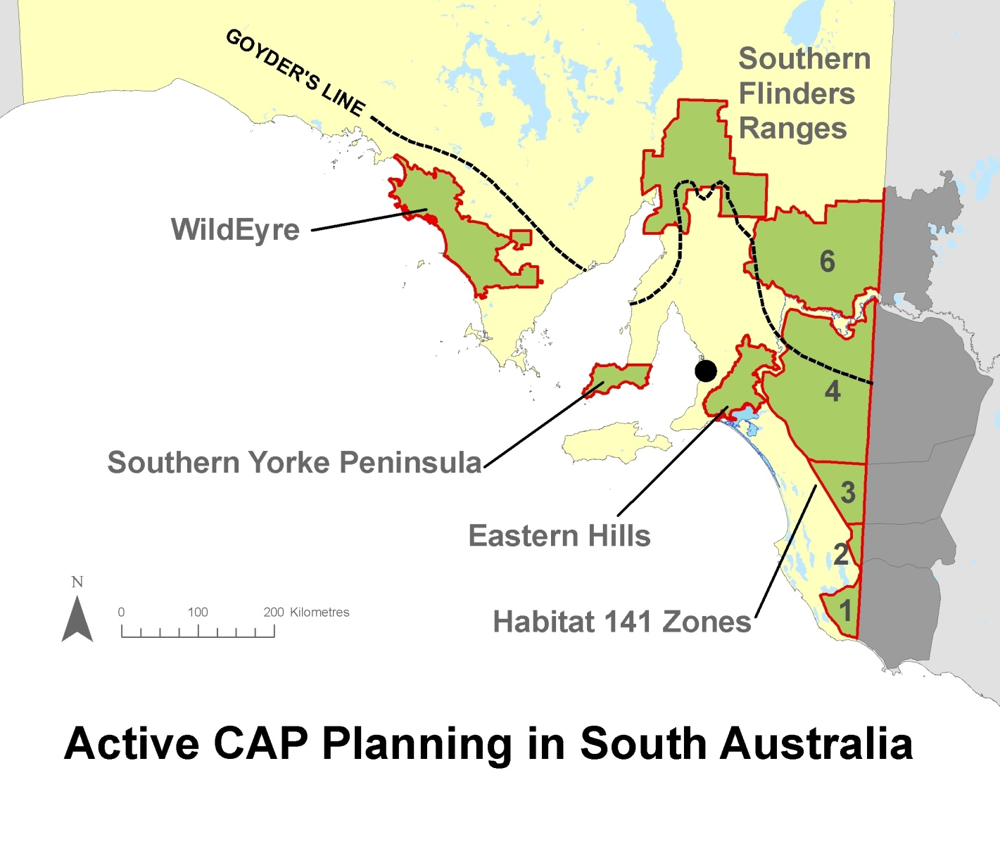 GOYDER'S LINE
Southern
Flinders
Ranges
WildEyre
6
4
Southern Yorke Peninsula
3
Eastern Hills
2
1
Habitat 141 Zones
N
0 100 200 Kilometres
Active CAP Planning in South Australia